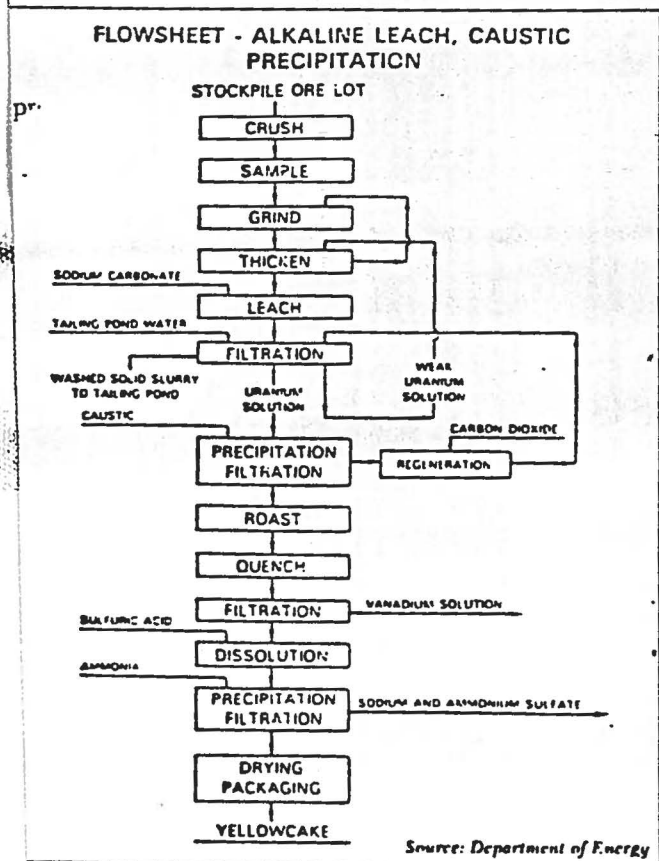 FLOWSHEET - ALKALINE LEACH, CAUSTIC
PRECIPITATION
pr
STOCKPILE ORE LOT
CRUSH
SAMPLE
GRIND
THICKEN
SODIUM CARBONATE
LEACH
TAILING POND WATER
FILTRATION
WASHED SOLID SLURRY
TO TAILING POND
URANIUM
SOLUTION
WEAK
URANIUM
SOLUTION
CAUSTIC
CARBON DIOXIDE
PRECIPITATION
FILTRATION
REGENERATION
ROAST
QUENCH
FILTRATION
VANADIUM SOLUTION
SULFURIC ACID
DISSOLUTION
AMMONIA
PRECIPITATION
FILTRATION
SODIUM AND AMMONIUM SULFATE
DRYING
PACKAGING
YELLOWCAKE
Source: Department of Energy